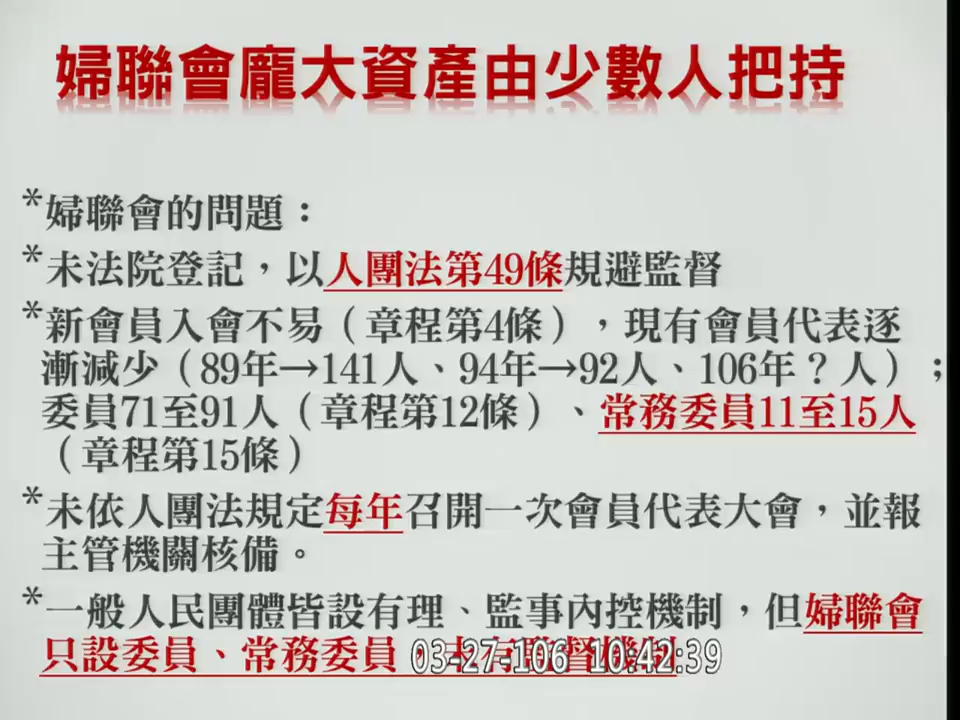 婦聯會龐大資產由少數人把持
*婦聯會的問題：
*未法院登記，以人團法第49條規避監督
*新會員入會不易（章程第4條），現有會員代表逐
漸減少（89年→141人、94年→92人、106年？人）；
委員71至91人（章程第12條）、常務委員11至15人
（章程第15條）
*未依人團法規定每年召開一次會員代表大會，並報
主管機關核備。
*一般人民團體皆設有理、監事內控機制，但婦聯會
只設委員、常務委員，
03-27-106 10:42:39